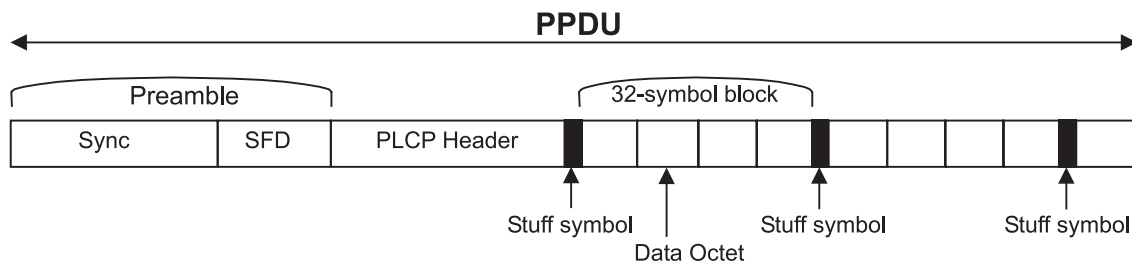 PPDU
Preamble
32-symbol block
Sync
SFD
PLCP Header
Stuff symbol
Stuff symbol
Stuff symbol
Data Octet